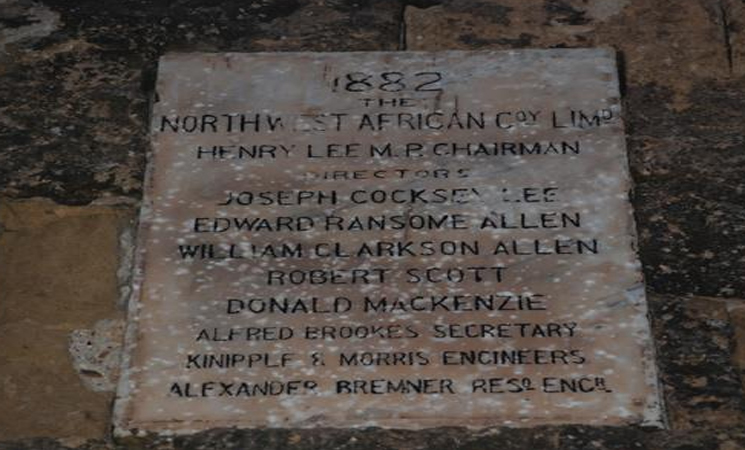 1882
THE
NORTH WEST AFRICAN COY LIMD
HENRY LEE M.P. CHAIRMAN
DIRECTORS
JOSEPH COCKSEY LEE
EDWARD RANSOME ALLEN
WILLIAM CLARKSON ALLEN
ROBERT SCOTT
DONALD MACKENZIE
ALFRED BROOKES SECRETARY
KINIPPLE & MORRIS ENGINEERS
ALEXANDER BREMNER RESD ENGR